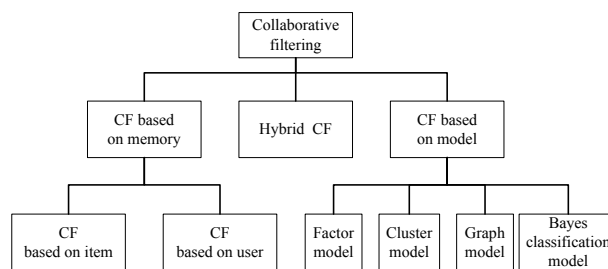 Collaborative
filtering
CF based
on memory
Hybrid CF
CF based
on model
CF
based on item
CF
based on user
Factor
model
Cluster
model
Graph
model
Bayes
classification
model